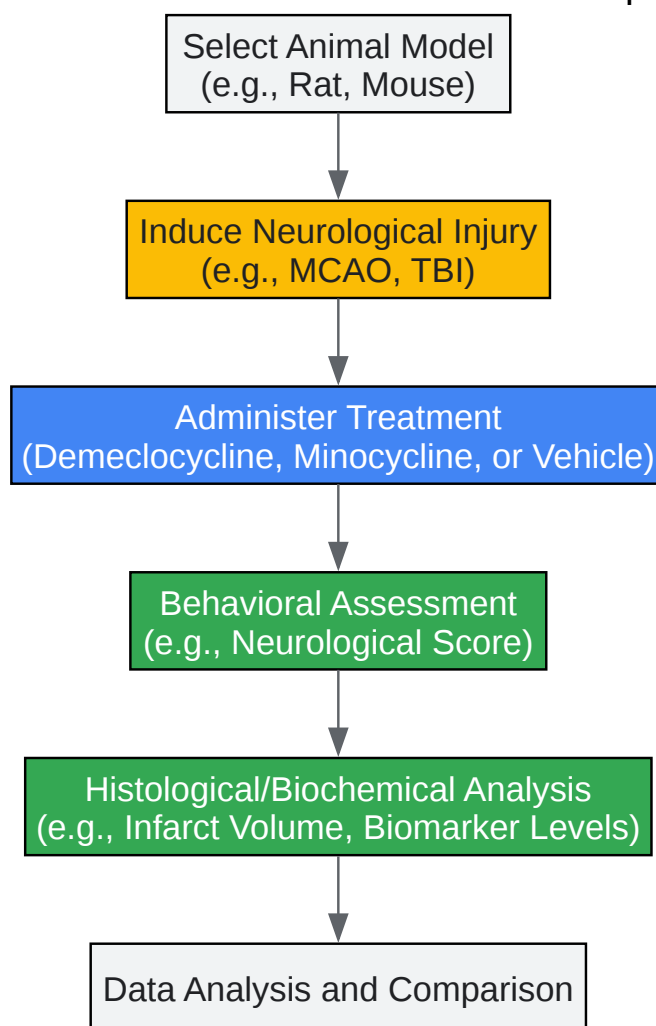 Select Animal Model
(e.g., Rat, Mouse)
Induce Neurological Injury
(e.g., MCAO, TBI)
Administer Treatment
(Demeclocycline, Minocycline, or Vehicle)
Behavioral Assessment
(e.g., Neurological Score)
Histological/Biochemical Analysis
(e.g., Infarct Volume, Biomarker Levels)
Data Analysis and Comparison